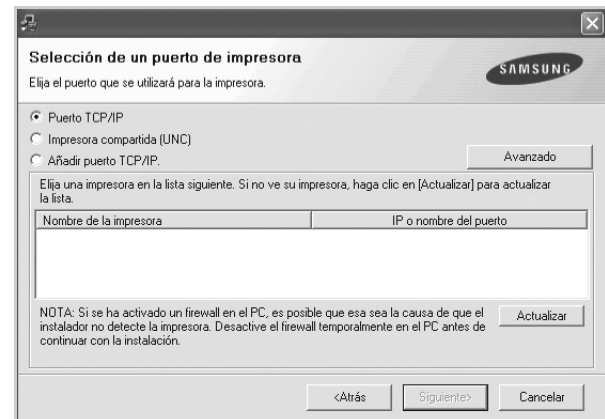 Selección de un puerto de impresora
Elija el puerto que se utilizará para la impresora.
SAMSUNG
Puerto TCP/IP
Impresora compartida (UNC)
Añadir puerto TCP/IP.
Avanzado
Elija una impresora en la lista siguiente. Si no ve su impresora, haga clic en [Actualizar] para actualizar
la lista.
Nombre de la impresora IP o nombre del puerto
NOTA: Si se ha activado un firewall en el PC, es posible que esa sea la causa de que el
instalador no detecte la impresora. Desactive el firewall temporalmente en el PC antes de
continuar con la instalación.
Actualizar
<Atrás Siguiente> Cancelar